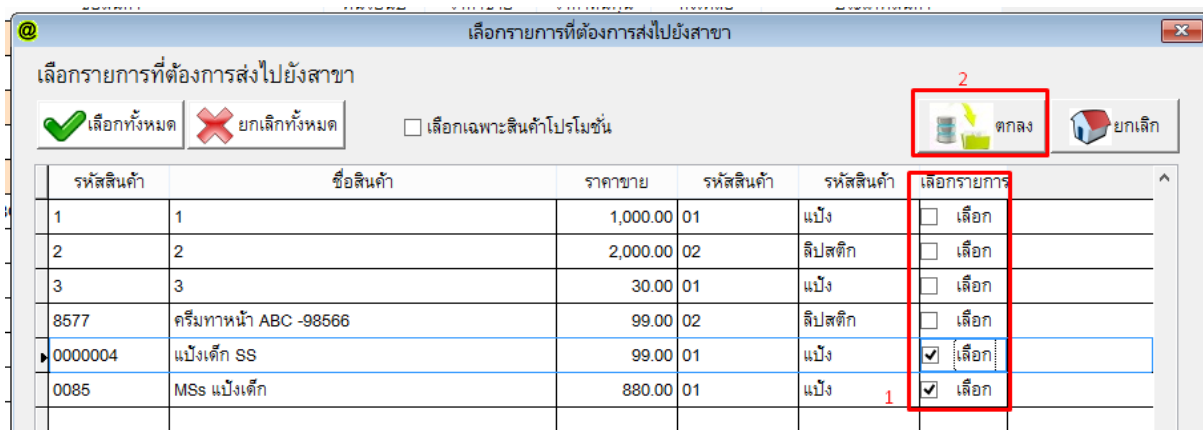 @ เลือกรายการที่ต้องการส่งไปยังสาขา
เลือกรายการที่ต้องการส่งไปยังสาขา
2
เลือกทั้งหมด ยกเลิกทั้งหมด เลือกเฉพาะสินค้าโปรโมชั่น ตกลง ยกเลิก
รหัสสินค้า ชื่อสินค้า ราคาขาย รหัสสินค้า รหัสสินค้า เลือกรายการ
1 1 1,000.00 01 แป้ง เลือก
2 2 2,000.00 02 ลิปสติก เลือก
3 3 30.00 01 แป้ง เลือก
8577 ครีมทาหน้า ABC -98566 99.00 02 ลิปสติก เลือก
0000004 แป้งเด็ก SS 99.00 01 แป้ง เลือก
0085 MSs แป้งเด็ก 880.00 01 แป้ง 1 เลือก